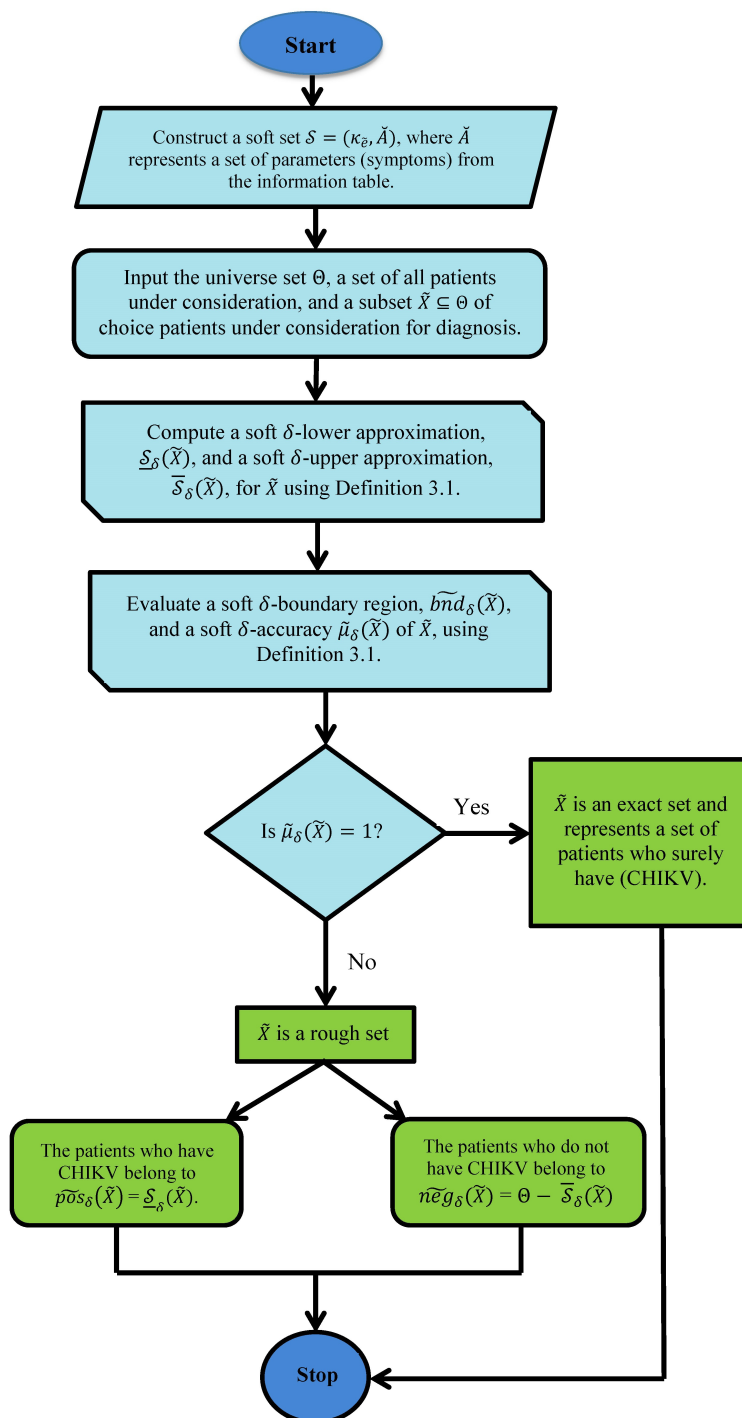 Start
Construct a soft set 𝒮 = (κ_ẽ, Ă), where Ă
represents a set of parameters (symptoms) from
the information table.
Input the universe set Θ, a set of all patients
under consideration, and a subset X̃ ⊆ Θ of
choice patients under consideration for diagnosis.
Compute a soft δ-lower approximation,
𝒮̲_δ(X̃), and a soft δ-upper approximation,
𝒮̅_δ(X̃), for X̃ using Definition 3.1.
Evaluate a soft δ-boundary region, b͠nd_δ(X̃),
and a soft δ-accuracy μ̃_δ(X̃) of X̃, using
Definition 3.1.
Is μ̃_δ(X̃) = 1?
Yes
X̃ is an exact set and
represents a set of
patients who surely
have (CHIKV).
No
X̃ is a rough set
The patients who have
CHIKV belong to
p͠os_δ(X̃) = 𝒮̲_δ(X̃).
The patients who do not
have CHIKV belong to
n͠eg_δ(X̃) = Θ − 𝒮̅_δ(X̃)
Stop